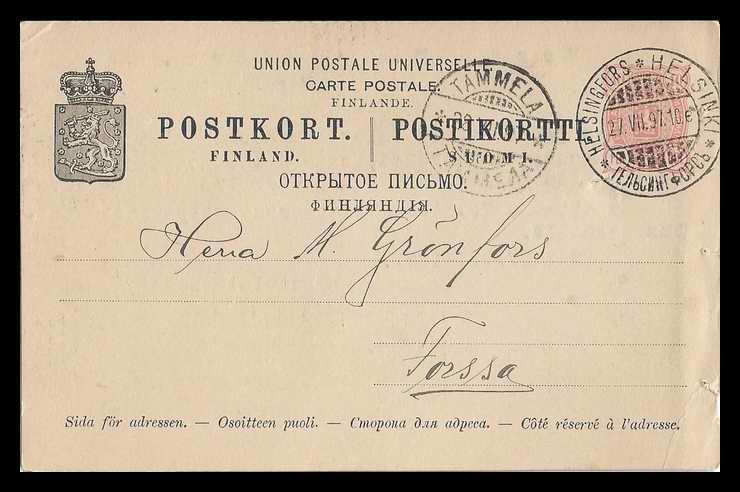 UNION POSTALE UNIVERSELLE
CARTE POSTALE.
FINLANDE.
POSTKORT. | POSTIKORTTI
FINLAND. SUOMI.
ОТКРЫТОЕ ПИСЬМО.
ФИНЛЯНДІЯ.
TAMMELA
HELSINGFORS * HELSINKI *
27.VII.97.10 e
* ГЕЛЬСИНГФОРСЪ
Herra M. Grönfors
Forssa
Sida för adressen. — Osoitteen puoli. — Сторона для адреса. — Côté réservé à l'adresse.